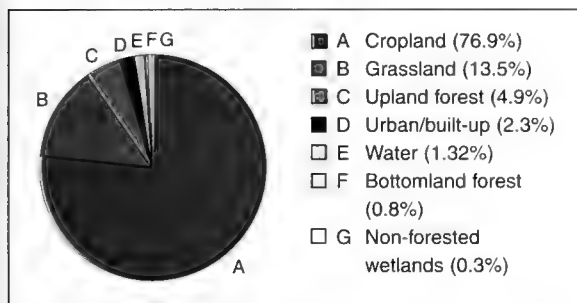 C D E F G
B
A
A Cropland (76.9%)
B Grassland (13.5%)
C Upland forest (4.9%)
D Urban/built-up (2.3%)
E Water (1.32%)
F Bottomland forest
(0.8%)
G Non-forested
wetlands (0.3%)